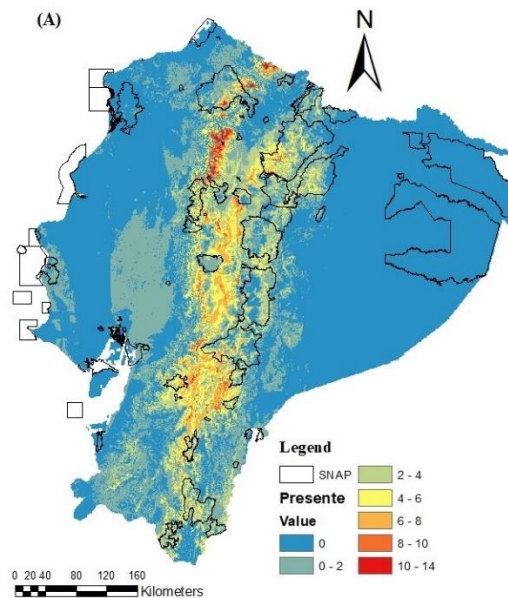 (A)
N
Legend
SNAP
Presente
Value
0
0 - 2
2 - 4
4 - 6
6 - 8
8 - 10
10 - 14
0 20 40 80 120 160
Kilometers